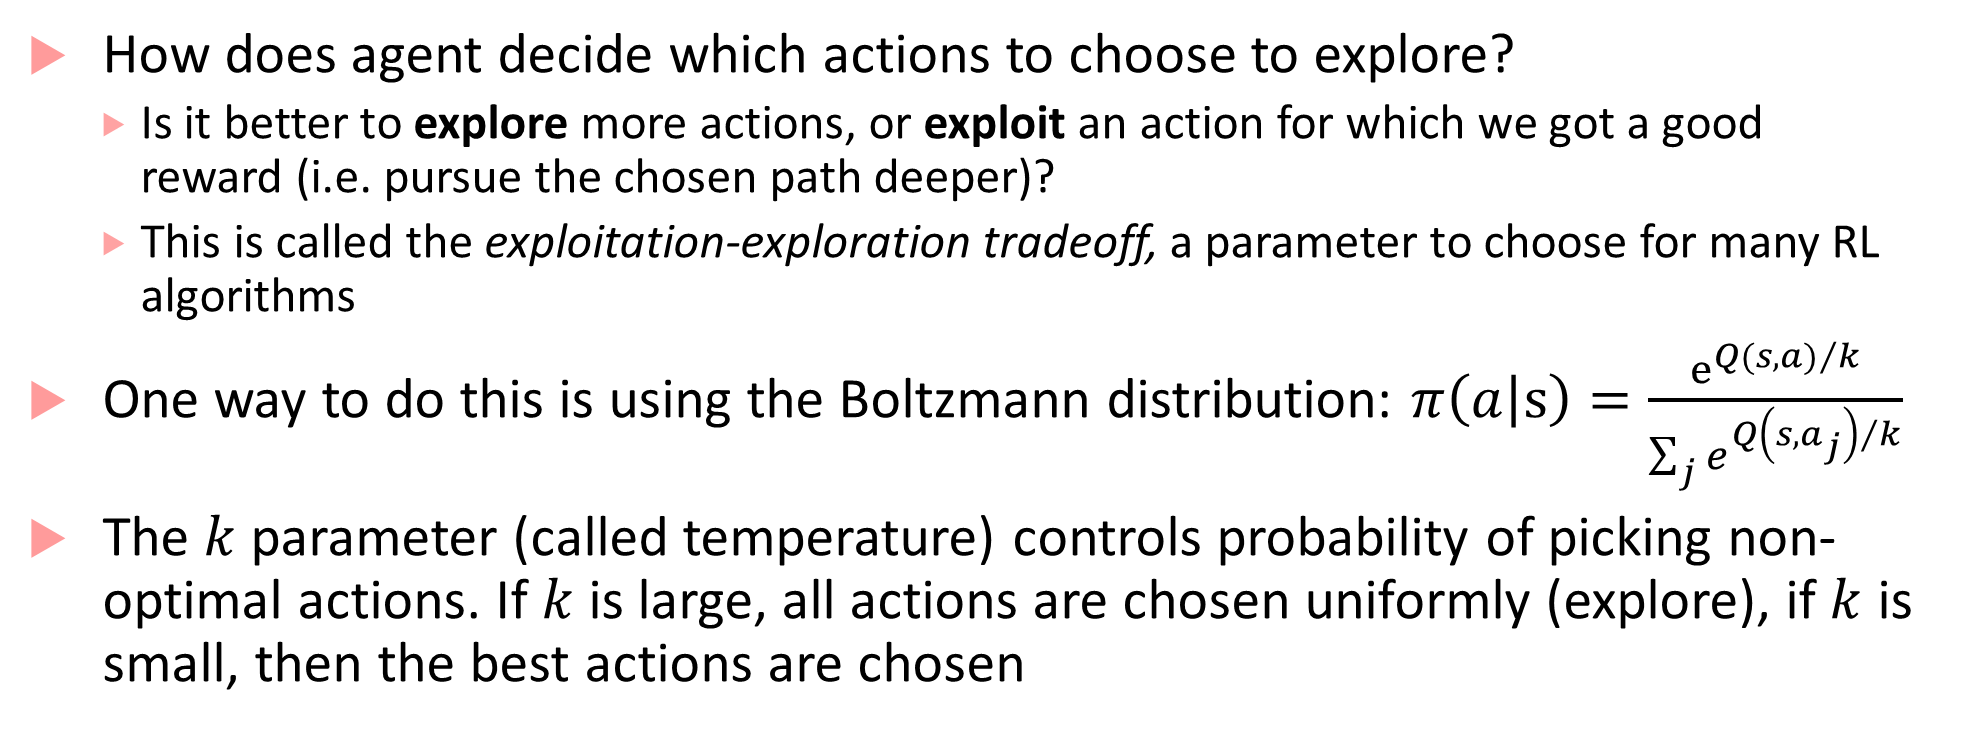 How does agent decide which actions to choose to explore?
Is it better to explore more actions, or exploit an action for which we got a good
reward (i.e. pursue the chosen path deeper)?
This is called the exploitation-exploration tradeoff, a parameter to choose for many RL
algorithms
One way to do this is using the Boltzmann distribution: π(a|s) = e^{Q(s,a)/k} / ∑_j e^{Q(s,a_j)/k}
The k parameter (called temperature) controls probability of picking non-
optimal actions. If k is large, all actions are chosen uniformly (explore), if k is
small, then the best actions are chosen